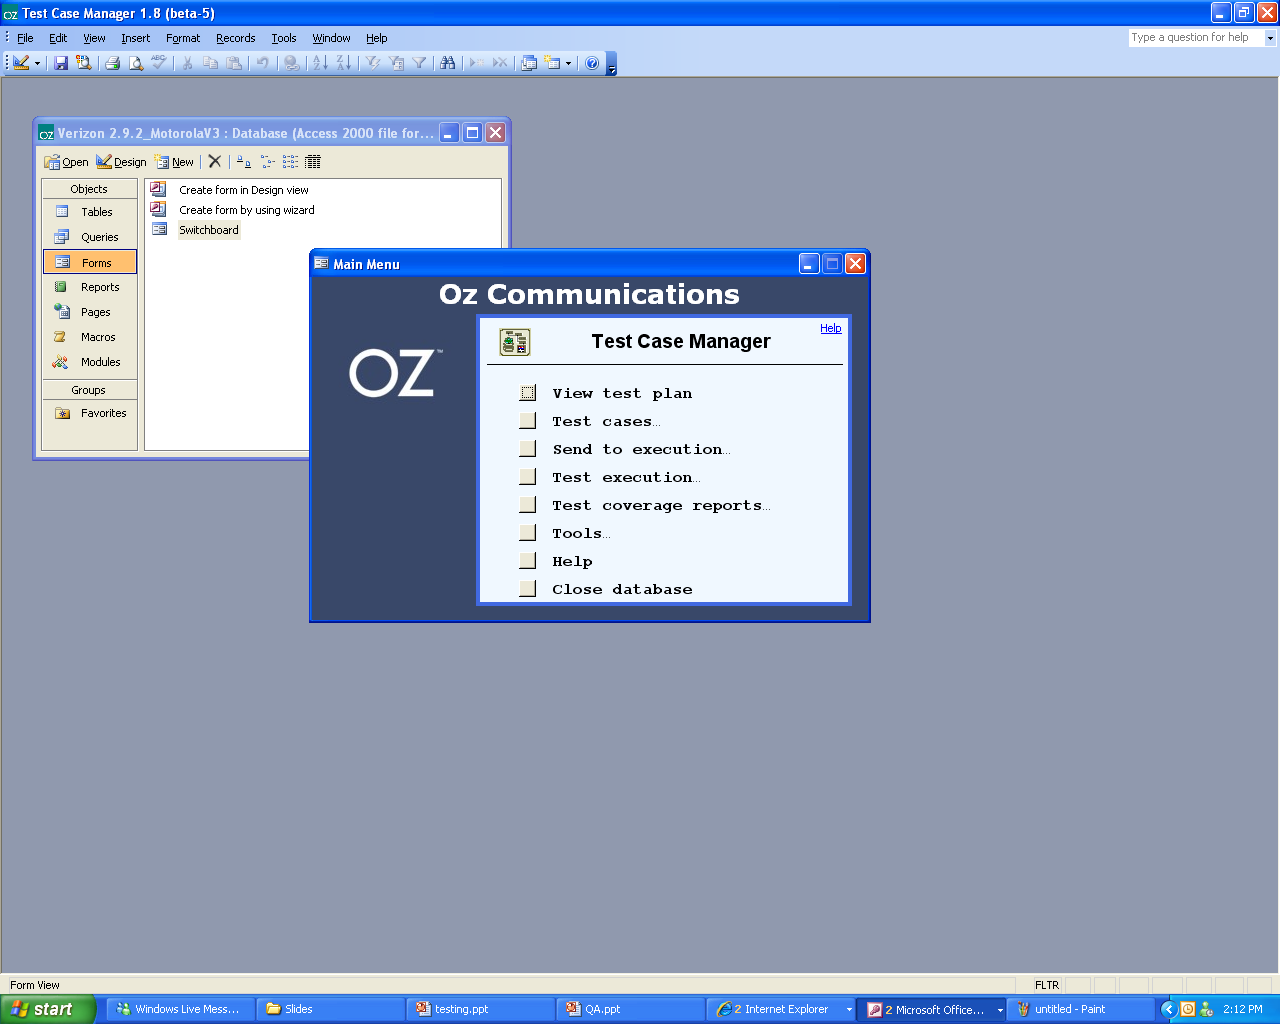 OZ Test Case Manager 1.8 (beta-5)
File Edit View Insert Format Records Tools Window Help
Type a question for help
OZ Verizon 2.9.2_MotorolaV3 : Database (Access 2000 file for...
Open Design New
Objects
Tables
Queries
Forms
Reports
Pages
Macros
Modules
Groups
Favorites
Create form in Design view
Create form by using wizard
Switchboard
Main Menu
Oz Communications
OZ™
Help
Test Case Manager
View test plan
Test cases...
Send to execution...
Test execution...
Test coverage reports...
Tools...
Help
Close database
Form View
FLTR
start
Windows Live Mess...
Slides
testing.ppt
QA.ppt
2 Internet Explorer
2 Microsoft Office...
untitled - Paint
2:12 PM